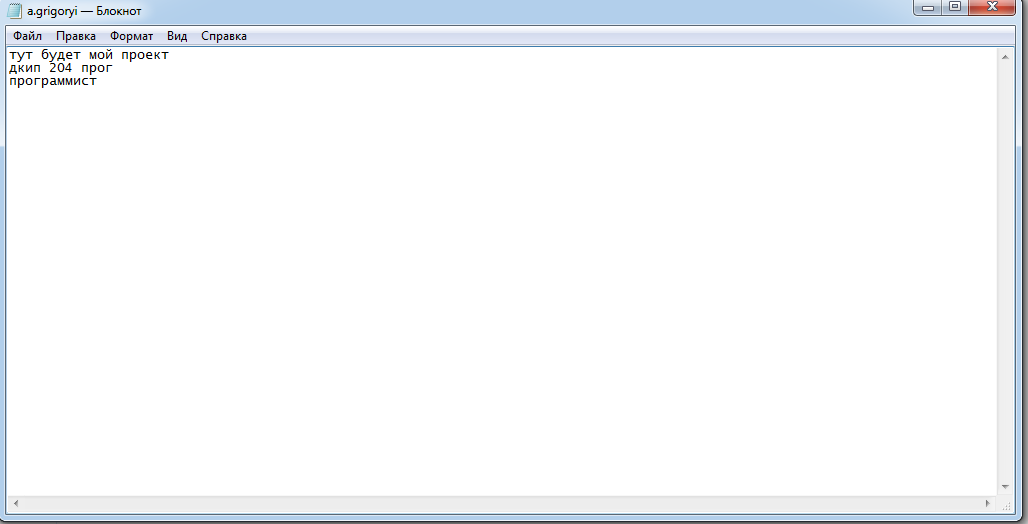 a.grigoryi — Блокнот
Файл Правка Формат Вид Справка
тут будет мой проект
дкип 204 прог
программист